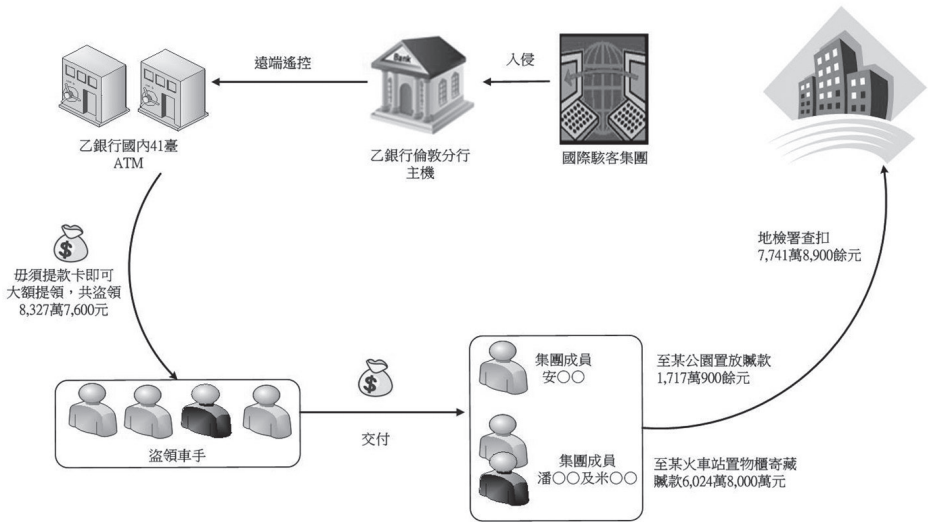 遠端遙控
Bank
入侵
乙銀行國內41臺
ATM
乙銀行倫敦分行
主機
國際駭客集團
$
毋須提款卡即可
大額提領，共盜領
8,327萬7,600元
地檢署查扣
7,741萬8,900餘元
盜領車手
$
交付
集團成員
安○○
集團成員
潘○○及米○○
至某公園置放贓款
1,717萬900餘元
至某火車站置物櫃寄藏
贓款6,024萬8,000萬元